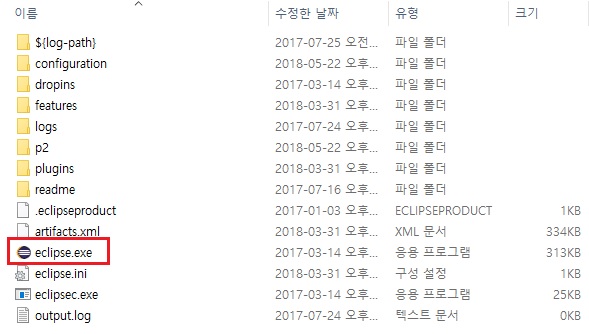 이름 수정한 날짜 유형 크기
${log-path} 2017-07-25 오전... 파일 폴더
configuration 2018-05-22 오후... 파일 폴더
dropins 2017-03-14 오후... 파일 폴더
features 2018-03-31 오후... 파일 폴더
logs 2017-07-24 오후... 파일 폴더
p2 2018-05-22 오후... 파일 폴더
plugins 2018-03-31 오후... 파일 폴더
readme 2017-07-16 오후... 파일 폴더
.eclipseproduct 2017-01-03 오후... ECLIPSEPRODUCT 1KB
artifacts.xml 2018-03-31 오후... XML 문서 334KB
eclipse.exe 2017-03-14 오후... 응용 프로그램 313KB
eclipse.ini 2018-03-31 오후... 구성 설정 1KB
eclipsec.exe 2017-03-14 오후... 응용 프로그램 25KB
output.log 2017-07-24 오후... 텍스트 문서 0KB